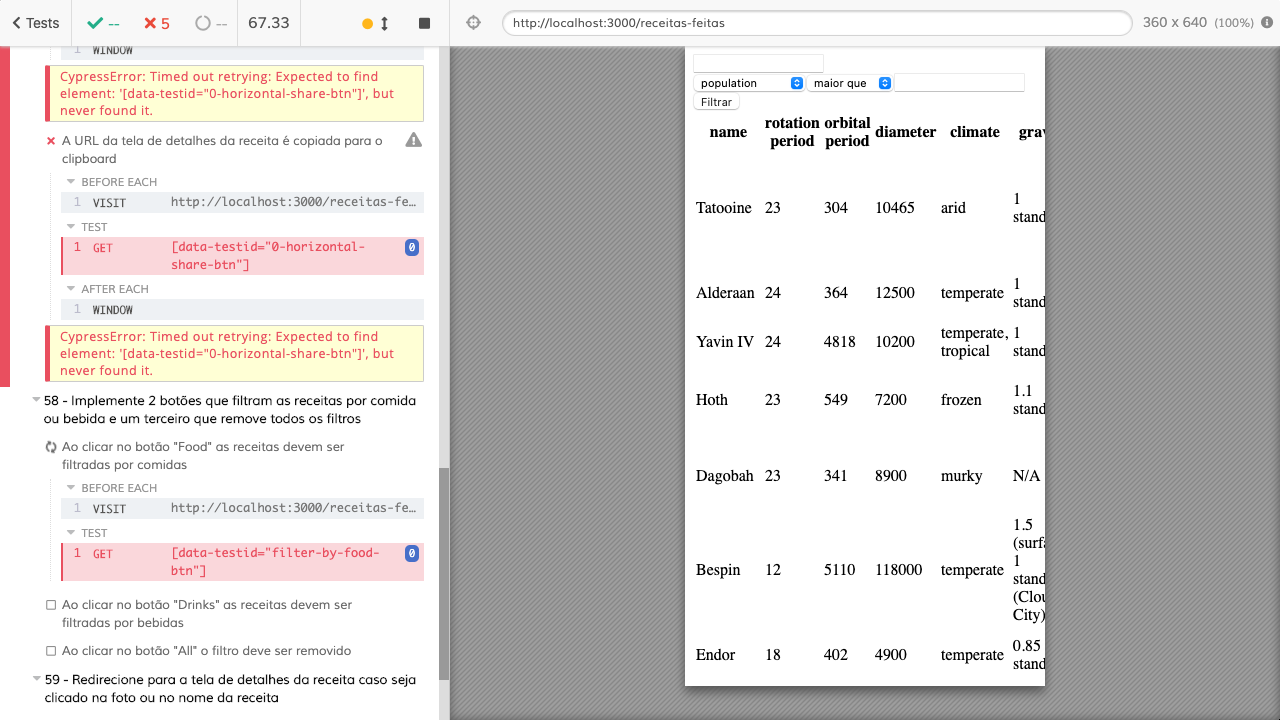 Tests
--
5
--
67.33
http://localhost:3000/receitas-feitas
360 x 640 (100%)
1 WINDOW
CypressError: Timed out retrying: Expected to find
element: '[data-testid="0-horizontal-share-btn"]', but
never found it.
A URL da tela de detalhes da receita é copiada para o
clipboard
BEFORE EACH
1 VISIT http://localhost:3000/receitas-fe…
TEST
1 GET [data-testid="0-horizontal-
share-btn"]
0
AFTER EACH
1 WINDOW
CypressError: Timed out retrying: Expected to find
element: '[data-testid="0-horizontal-share-btn"]', but
never found it.
58 - Implemente 2 botões que filtram as receitas por comida
ou bebida e um terceiro que remove todos os filtros
Ao clicar no botão "Food" as receitas devem ser
filtradas por comidas
BEFORE EACH
1 VISIT http://localhost:3000/receitas-fe…
TEST
1 GET [data-testid="filter-by-food-
btn"]
0
Ao clicar no botão "Drinks" as receitas devem ser
filtradas por bebidas
Ao clicar no botão "All" o filtro deve ser removido
59 - Redirecione para a tela de detalhes da receita caso seja
clicado na foto ou no nome da receita
population maior que
Filtrar
name rotation period orbital period diameter climate grav
Tatooine 23 304 10465 arid 1 stand
Alderaan 24 364 12500 temperate 1 stand
Yavin IV 24 4818 10200 temperate, tropical 1 stand
Hoth 23 549 7200 frozen 1.1 stand
Dagobah 23 341 8900 murky N/A
Bespin 12 5110 118000 temperate 1.5 (surfa 1 stand (Clou City)
Endor 18 402 4900 temperate 0.85 stand